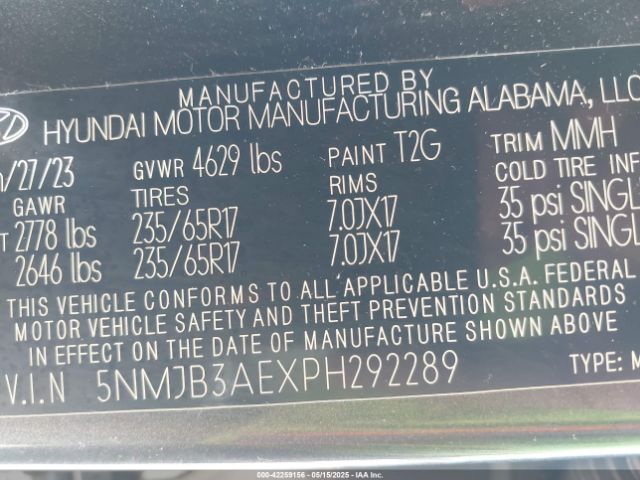 MANUFACTURED BY
HYUNDAI MOTOR MANUFACTURING ALABAMA, LLC
/27/23 GVWR 4629 lbs PAINT T2G TRIM MMH
GAWR TIRES RIMS COLD TIRE INF
T 2778 lbs 235/65R17 7.0JX17 35 psi SINGLE
2646 lbs 235/65R17 7.0JX17 35 psi SINGL
THIS VEHICLE CONFORMS TO ALL APPLICABLE U.S.A. FEDERAL
MOTOR VEHICLE SAFETY AND THEFT PREVENTION STANDARDS
IN EFFECT ON THE DATE OF MANUFACTURE SHOWN ABOVE
V.I.N 5NMJB3AEXPH292289 TYPE: M
000-42259156 - 05/15/2025 - IAA Inc.